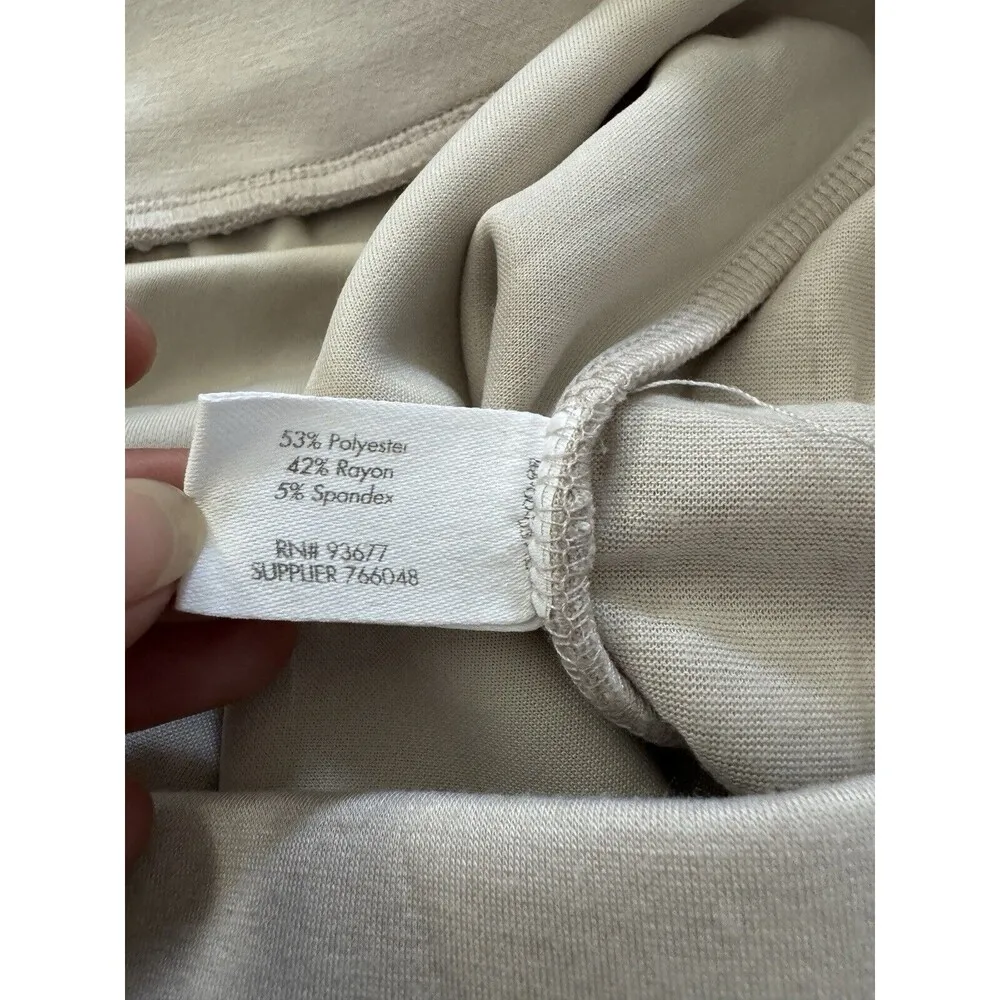 53% Polyester
42% Rayon
5% Spandex
RN# 93677
SUPPLIER 766048